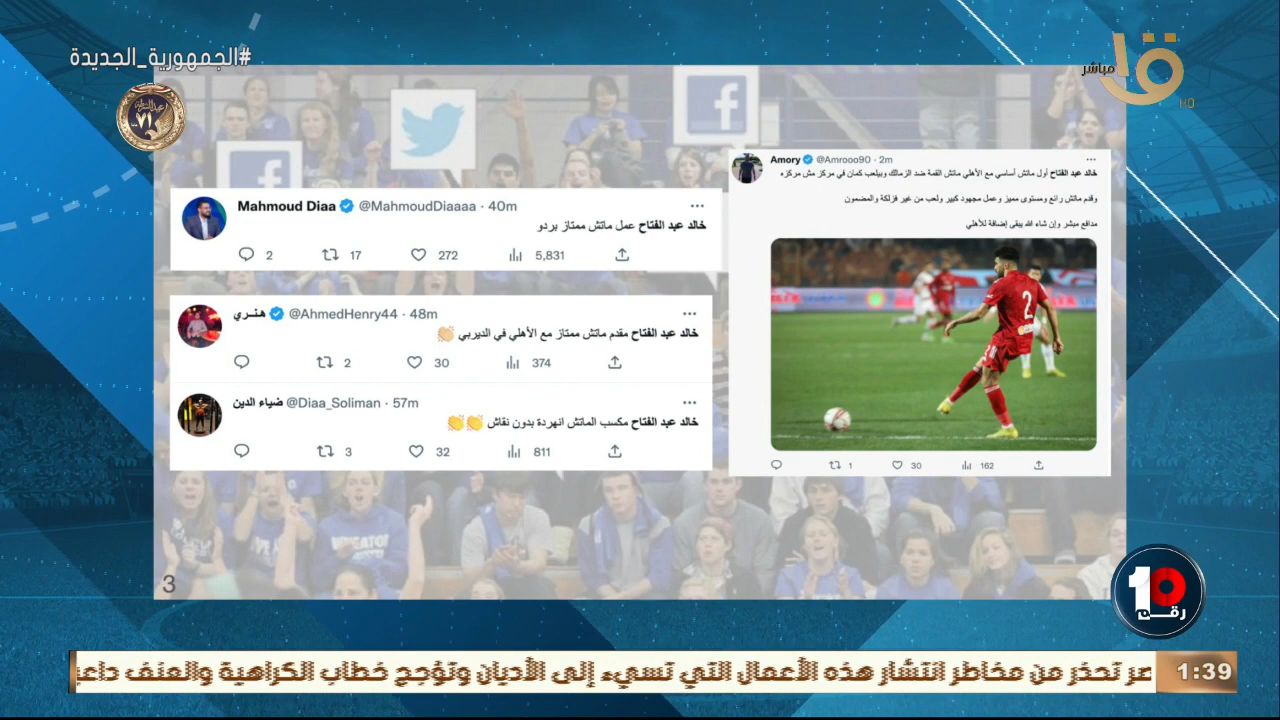 #الجمهورية_الجديدة
مباشر
HD
Mahmoud Diaa @MahmoudDiaaaa · 40m
خالد عبد الفتاح عمل ماتش ممتاز بردو
2 17 272 5,831
هنري @AhmedHenry44 · 48m
خالد عبد الفتاح مقدم ماتش ممتاز مع الأهلي في الديربي 👏🏼
2 30 374
ضياء الدين @Diaa_Soliman · 57m
خالد عبد الفتاح مكسب الماتش انهردة بدون نقاش 👏👏
3 32 811
Amory @Amrooo90 · 2m
خالد عبد الفتاح أول ماتش أساسي مع الأهلي ماتش القمة ضد الزمالك وبيلعب كمان في مركز مش مركزه
وقدم ماتش رائع ومستوى مميز وعمل مجهود كبير ولعب من غير فزلكة والمضمون
مدافع مبشر وإن شاء الله يبقى إضافة للأهلي
2
1 30 162
3
10
رقم
1:39
صر تحذر من مخاطر انتشار هذه الأعمال التي تسيء إلى الأديان وتؤجج خطاب الكراهية والعنف داعي